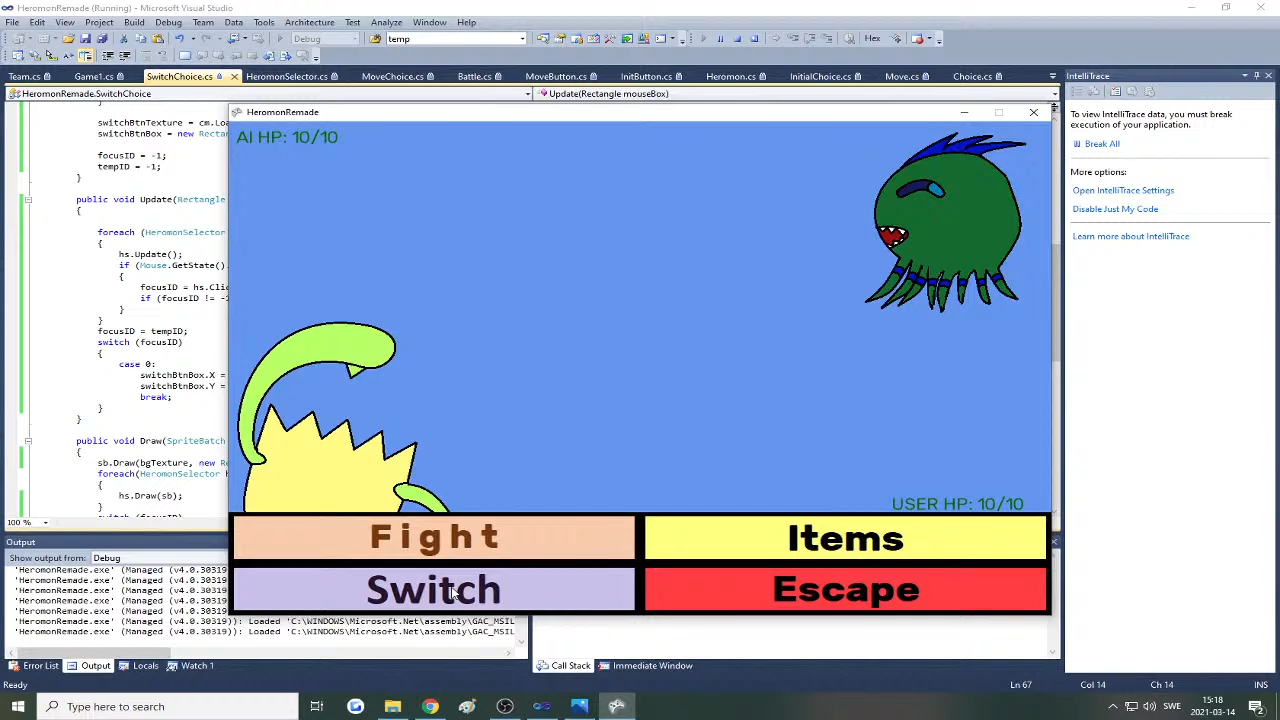 HeromonRemade (Running) - Microsoft Visual Studio
File Edit View Project Build Debug Team Data Tools Architecture Test Analyze Window Help
Debug temp Hex
Team.cs Game1.cs SwitchChoice.cs HeromonSelector.cs MoveChoice.cs Battle.cs MoveButton.cs InitButton.cs Heromon.cs InitialChoice.cs Move.cs Choice.cs IntelliTrace
HeromonRemade.SwitchChoice Update(Rectangle mouseBox)
HeromonRemade
To view IntelliTrace data, you must break
execution of your application.
Break All
More options:
Open IntelliTrace Settings
Disable Just My Code
Learn more about IntelliTrace
switchBtnTexture = cm.Loa
switchBtnBox = new Rectan
focusID = -1;
tempID = -1;
}
public void Update(Rectangle
{
foreach (HeromonSelector
{
hs.Update();
if (Mouse.GetState().
{
focusID = hs.Clic
if (focusID != -1
}
}
focusID = tempID;
switch (focusID)
{
case 0:
switchBtnBox.X =
switchBtnBox.Y =
break;
}
}
public void Draw(SpriteBatch
{
sb.Draw(bgTexture, new Re
foreach(HeromonSelector h
{
hs.Draw(sb);
}
100 %
AI HP: 10/10
USER HP: 10/10
Fight Items
Switch Escape
Output
Show output from: Debug
'HeromonRemade.exe' (Managed (v4.0.30319)
'HeromonRemade.exe' (Managed (v4.0.30319)
'HeromonRemade.exe' (Managed (v4.0.30319)
'HeromonRemade.exe' (Managed (v4.0.30319)
'HeromonRemade.exe' (Managed (v4.0.30319)
'HeromonRemade.exe' (Managed (v4.0.30319)): Loaded 'C:\WINDOWS\Microsoft.Net\assembly\GAC_MSIL
'HeromonRemade.exe' (Managed (v4.0.30319)): Loaded 'C:\WINDOWS\Microsoft.Net\assembly\GAC_MSIL
Error List Output Locals Watch 1 Call Stack Immediate Window
Ready Ln 67 Col 14 Ch 14 INS
Type here to search SWE 15:18
2021-03-14 2